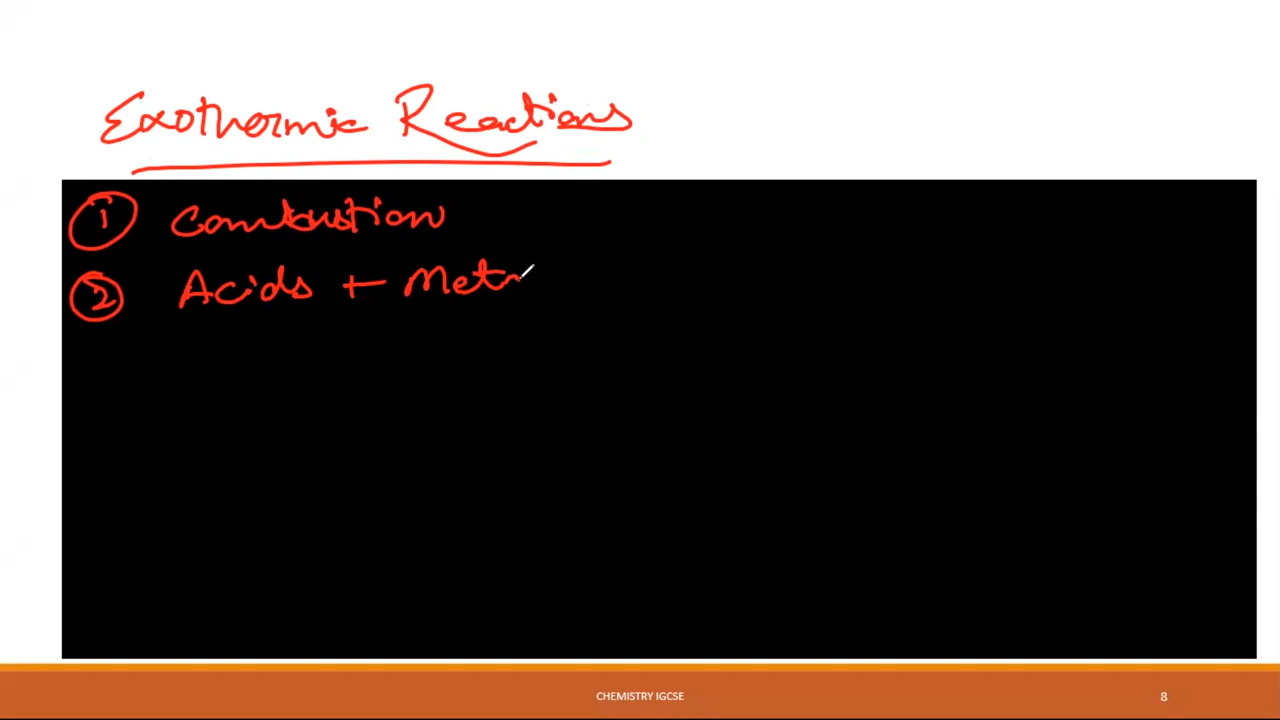 Exothermic Reactions
① Combustion
② Acids + Met
CHEMISTRY IGCSE
8